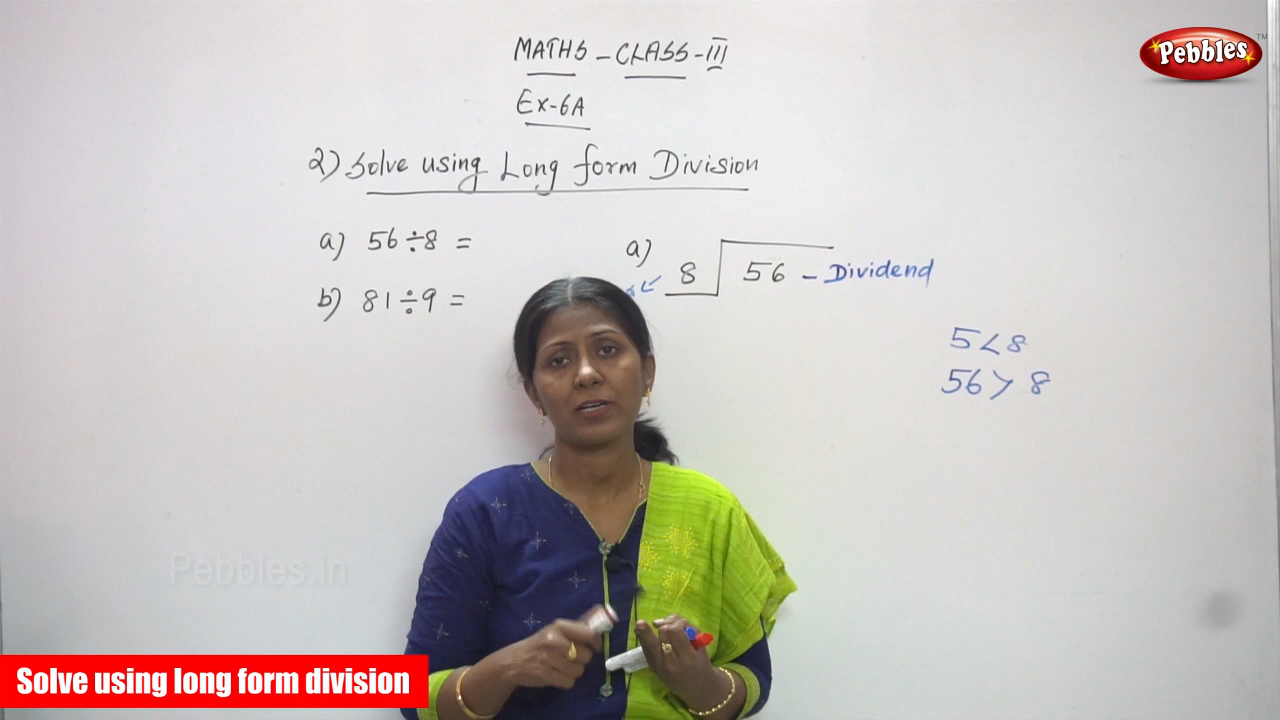 MATHS - CLASS - III
Pebbles™
Ex-6A
2) Solve using Long form Division
a) 56 ÷ 8 =
a) 8 56 - Dividend
b) 81 ÷ 9 =
5 < 8
56 > 8
Pebbles.in
Solve using long form division